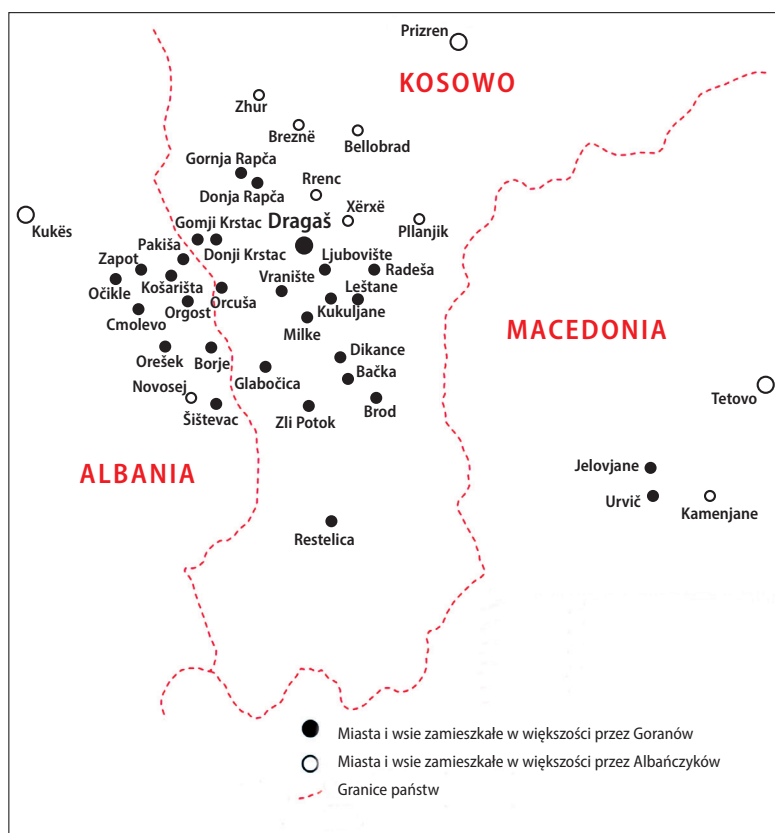 Prizren
KOSOWO
Zhur
Breznë
Bellobrad
Gornja Rapča
Rrenc
Donja Rapča
Xërxë
Kukës
Gomji Krstac
Dragaš
Pllanjik
Pakiša
Donji Krstac
Ljubovište
Zapot
Vranište
Radeša
Očikle
Košarišta
Orcuša
Leštane
Cmolevo
Orgost
Kukuljane
Milke
MACEDONIA
Orešek
Borje
Dikance
Glabočica
Bačka
Novosej
Tetovo
Šištevac
Zli Potok
Brod
ALBANIA
Jelovjane
Urvič
Kamenjane
Restelica
Miasta i wsie zamieszkałe w większości przez Goranów
Miasta i wsie zamieszkałe w większości przez Albańczyków
Granice państw